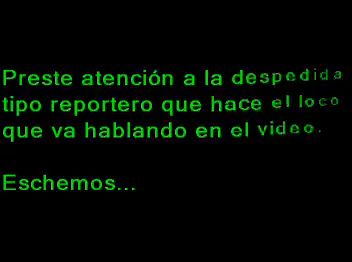 Preste atención a la despedida
tipo reportero que hace el loco
que va hablando en el video.
Eschemos...